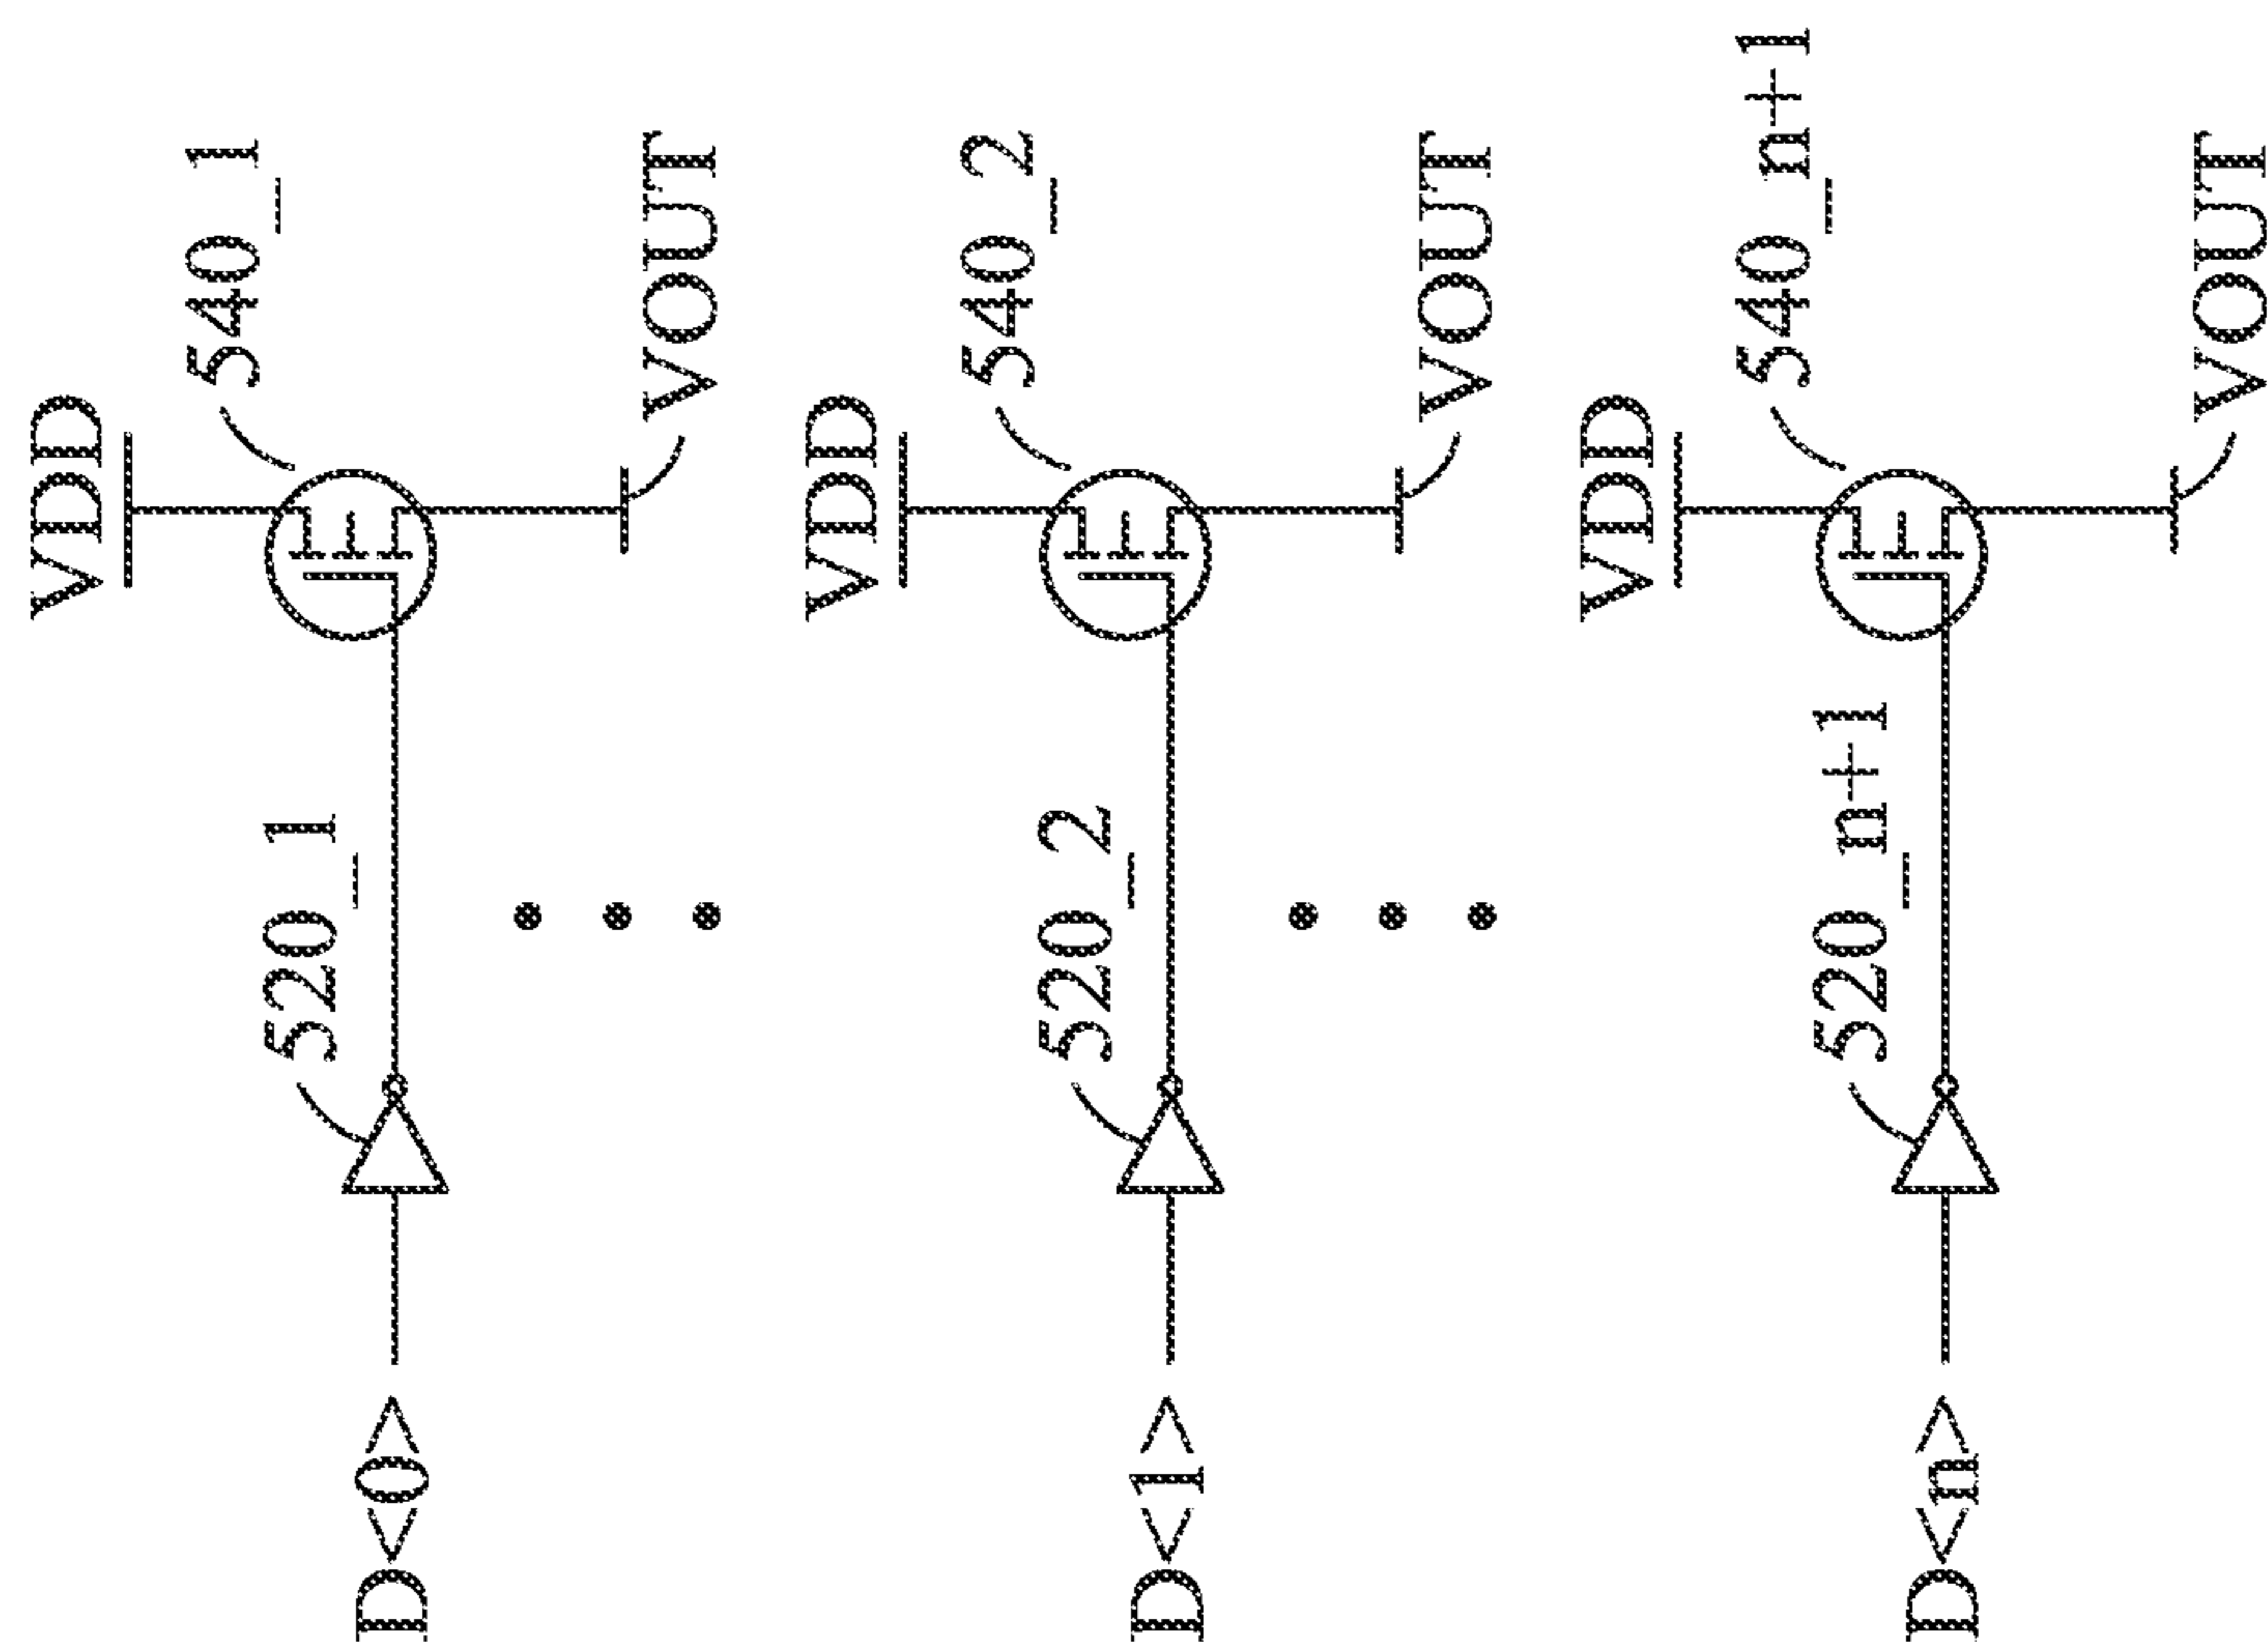 VDD
540_1
520_1
D<0>
VOUT
VDD
540_2
520_2
D<1>
VOUT
VDD
540_n+1
520_n+1
D<n>
VOUT